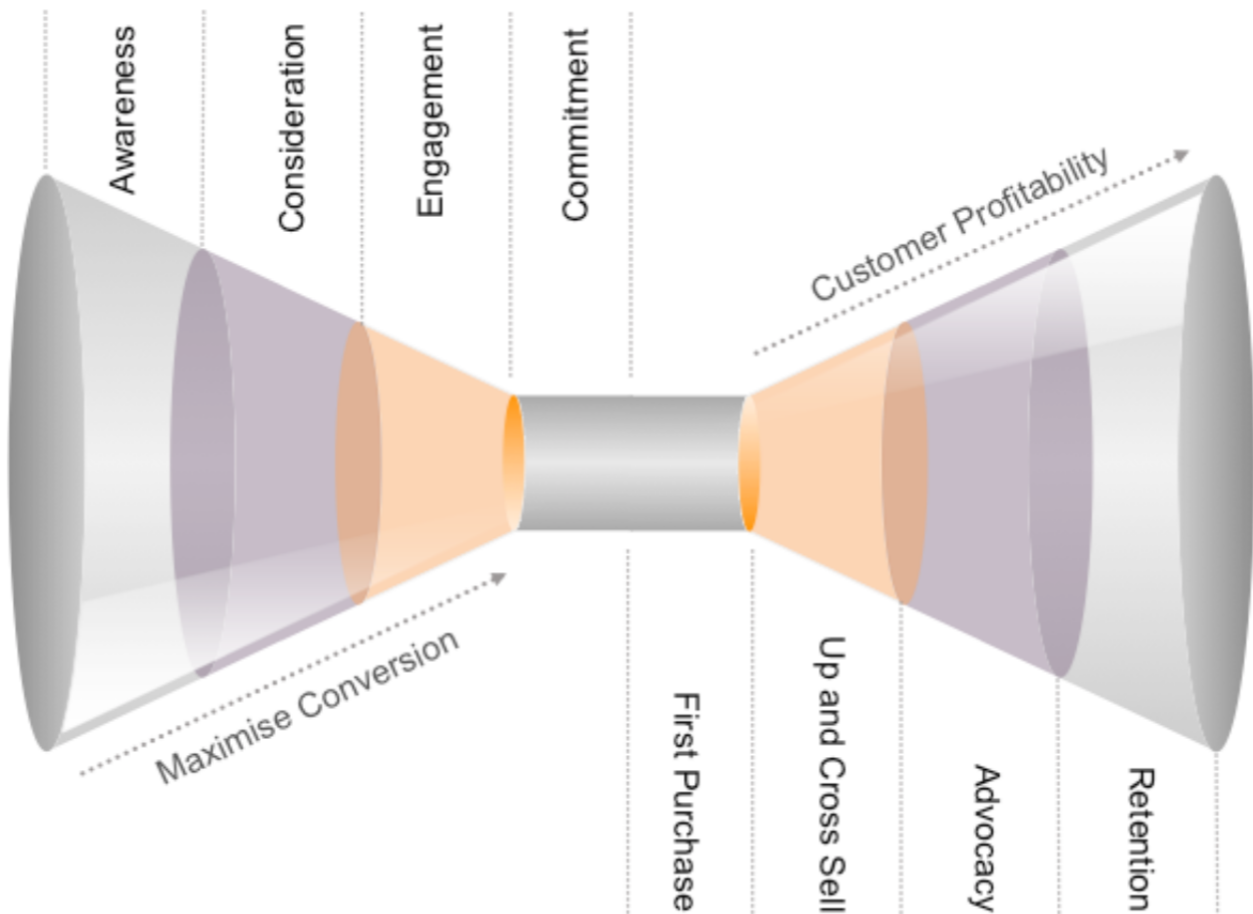 Awareness
Consideration
Engagement
Commitment
Customer Profitability
Maximise Conversion
First Purchase
Up and Cross Sell
Advocacy
Retention